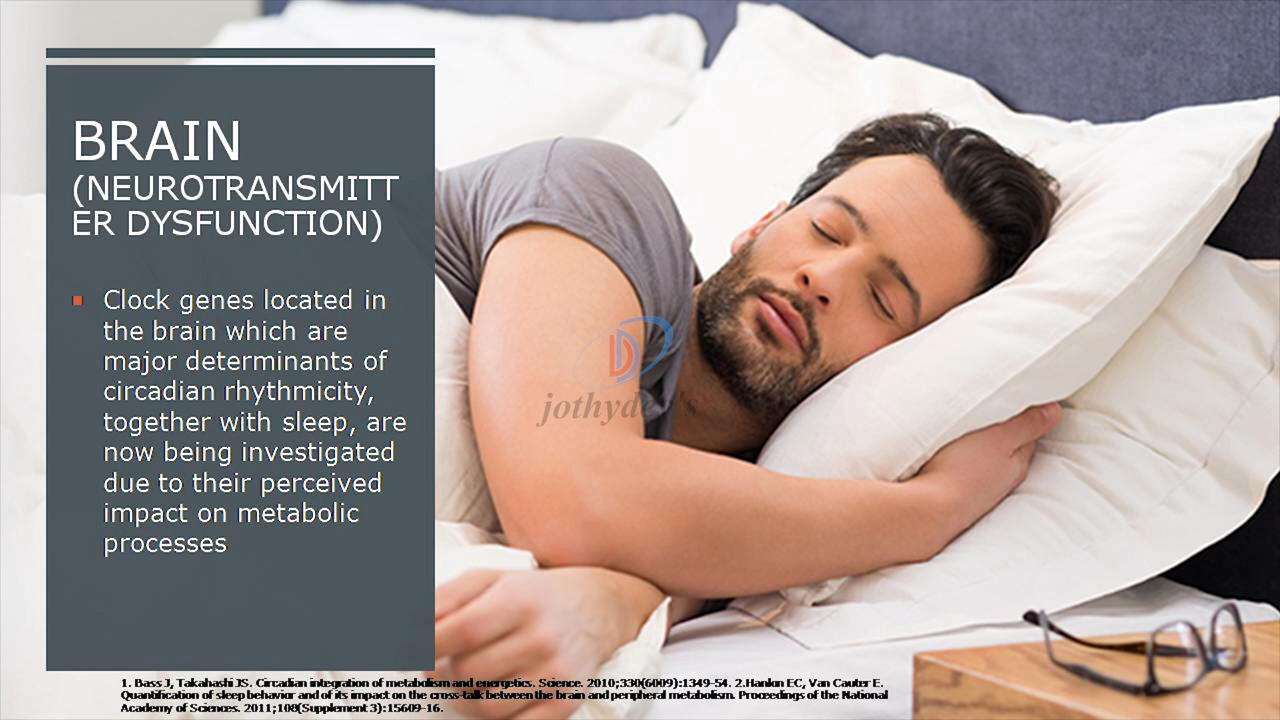 BRAIN
(NEUROTRANSMITT
ER DYSFUNCTION)
Clock genes located in
the brain which are
major determinants of
circadian rhythmicity,
together with sleep, are
now being investigated
due to their perceived
impact on metabolic
processes
1. Bass J, Takahashi JS. Circadian integration of metabolism and energetics. Science. 2010;330(6009):1349-54. 2.Hanlon EC, Van Cauter E.
Quantification of sleep behavior and of its impact on the cross-talk between the brain and peripheral metabolism. Proceedings of the National
Academy of Sciences. 2011;108(Supplement 3):15609-16.